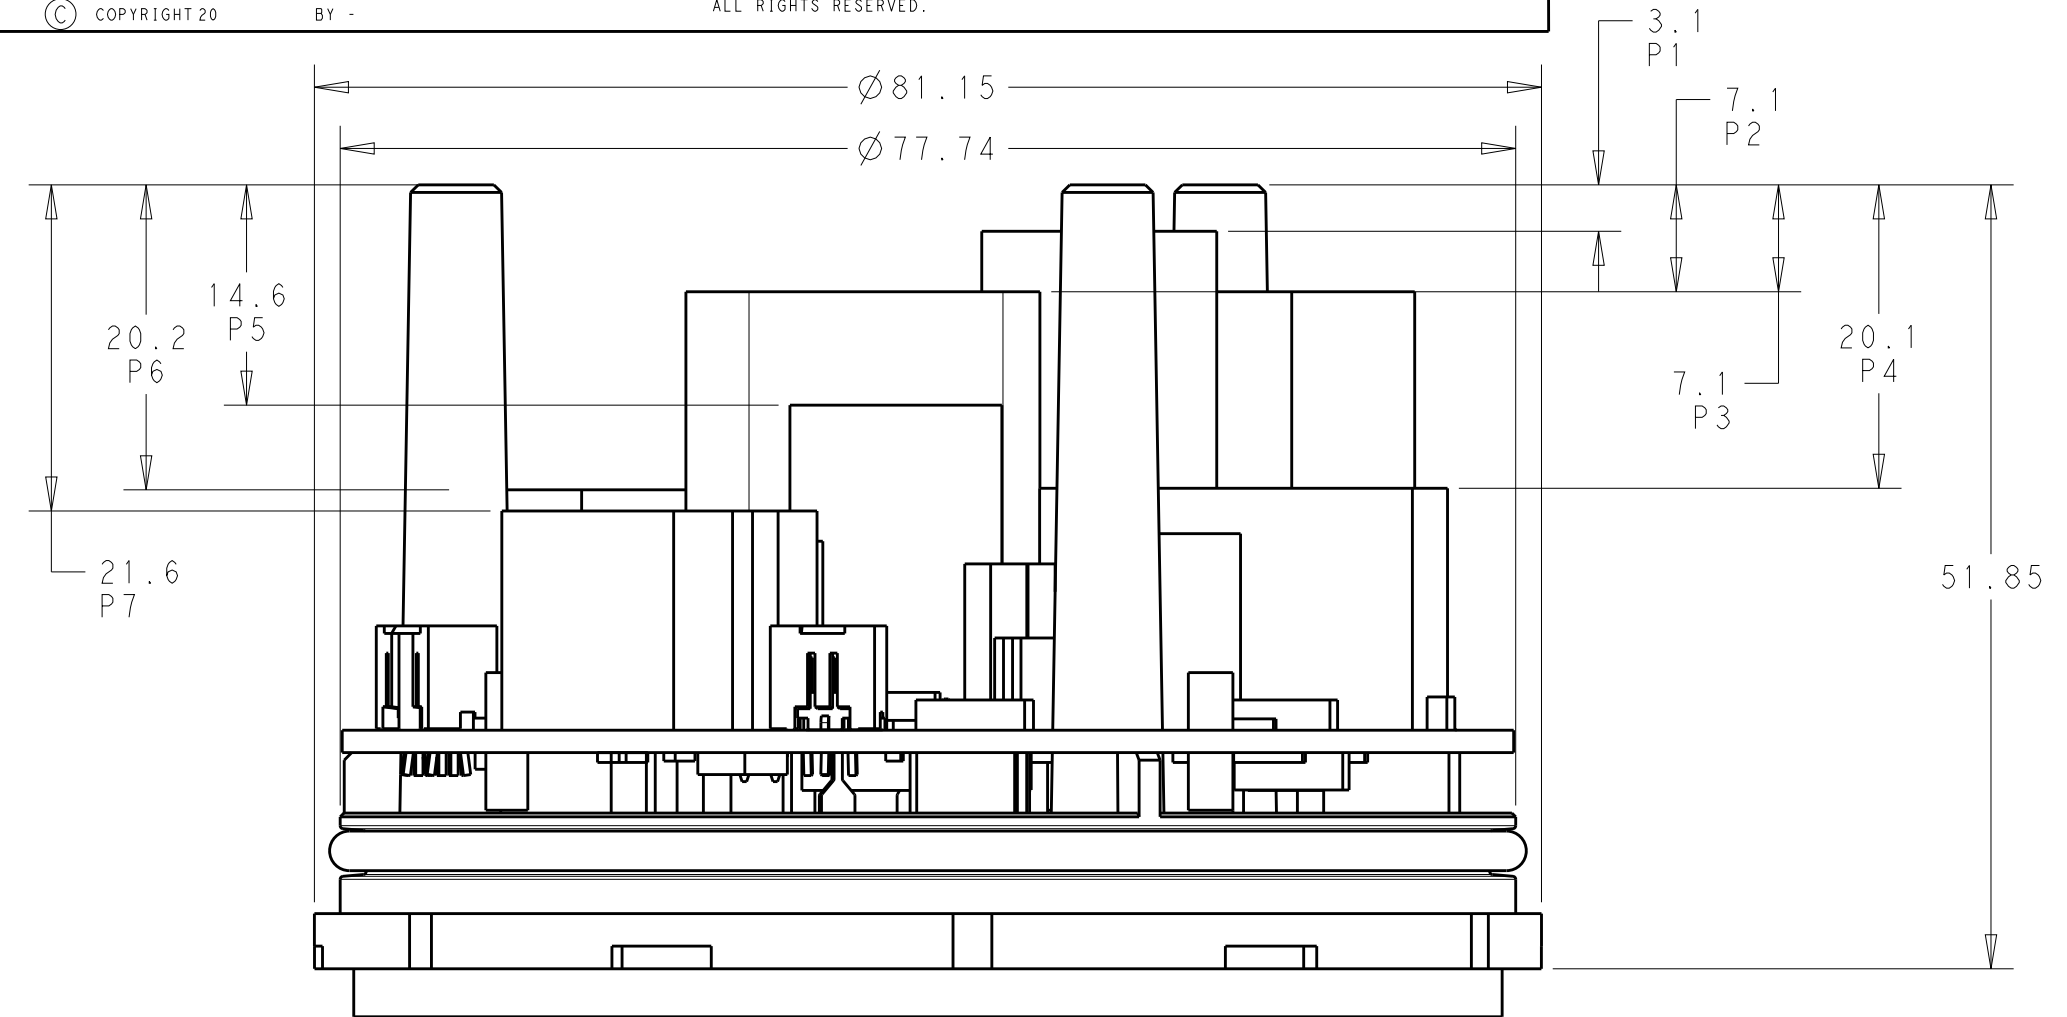 © COPYRIGHT 20 BY -
ALL RIGHTS RESERVED.
3.1
P1
Ø81.15
7.1
P2
Ø77.74
14.6
P5
20.2
P6
20.1
P4
7.1
P3
21.6
P7
51.85